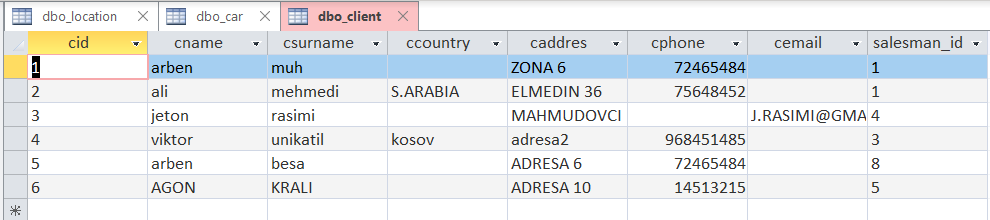 dbo_location dbo_car dbo_client
cid cname csurname ccountry caddres cphone cemail salesman_id
1 arben muh ZONA 6 72465484 1
2 ali mehmedi S.ARABIA ELMEDIN 36 75648452 1
3 jeton rasimi MAHMUDOVCI J.RASIMI@GMA 4
4 viktor unikatil kosov adresa2 968451485 3
5 arben besa ADRESA 6 72465484 8
6 AGON KRALI ADRESA 10 14513215 5